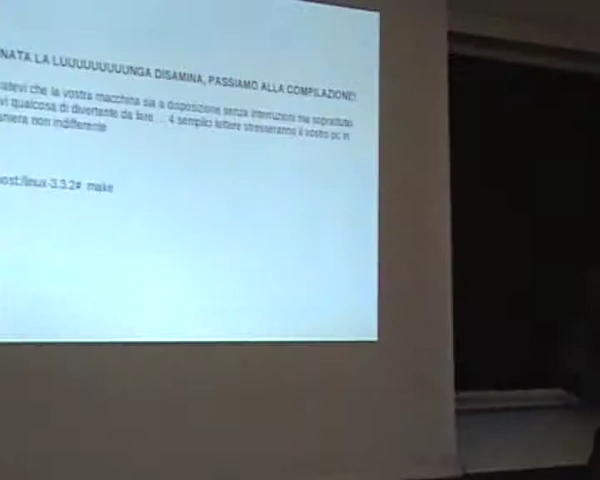 NATA LA LUUUUUUUUUNGA DISAMINA, PASSIAMO ALLA COMPILAZIONE!
atevi che la vostra macchina sia a disposizione senza interruzioni ma soprattutto
vi qualcosa di divertente da fare ... 4 semplici lettere stresseranno il vostro pc in
aniera non indifferente
ost:/linux-3.3.2# make